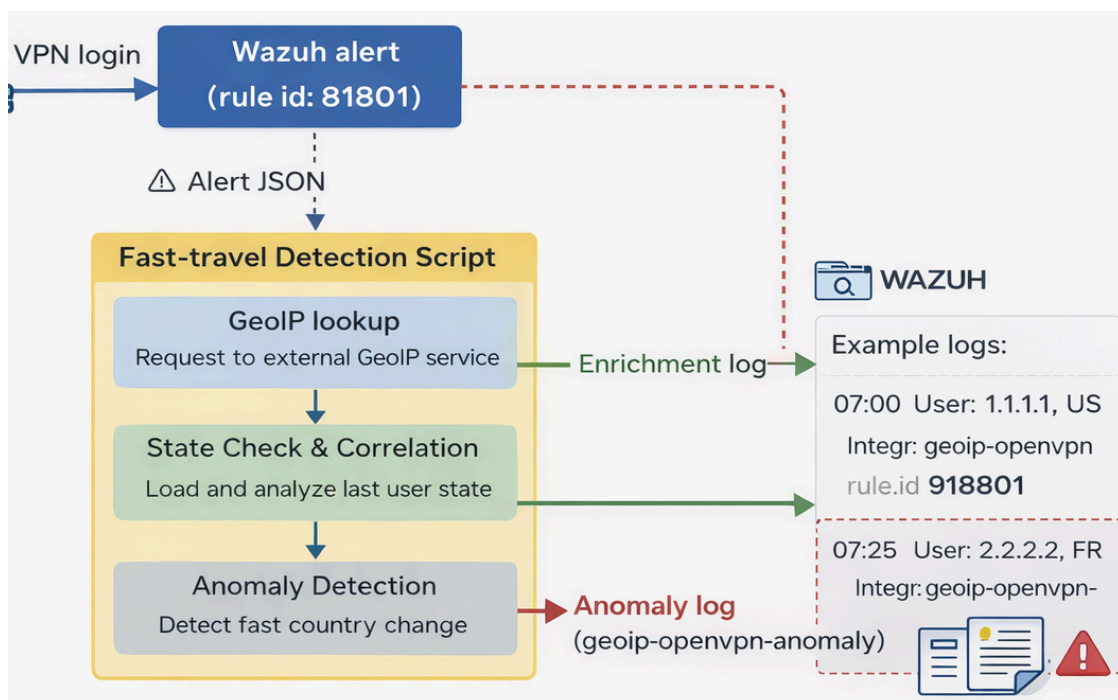 VPN login
Wazuh alert
(rule id: 81801)
Alert JSON
Fast-travel Detection Script
GeoIP lookup
Request to external GeoIP service
Enrichment log
State Check & Correlation
Load and analyze last user state
Anomaly Detection
Detect fast country change
Anomaly log
(geoip-openvpn-anomaly)
WAZUH
Example logs:
07:00 User: 1.1.1.1, US
Integr: geoip-openvpn
rule.id 918801
07:25 User: 2.2.2.2, FR
Integr: geoip-openvpn-